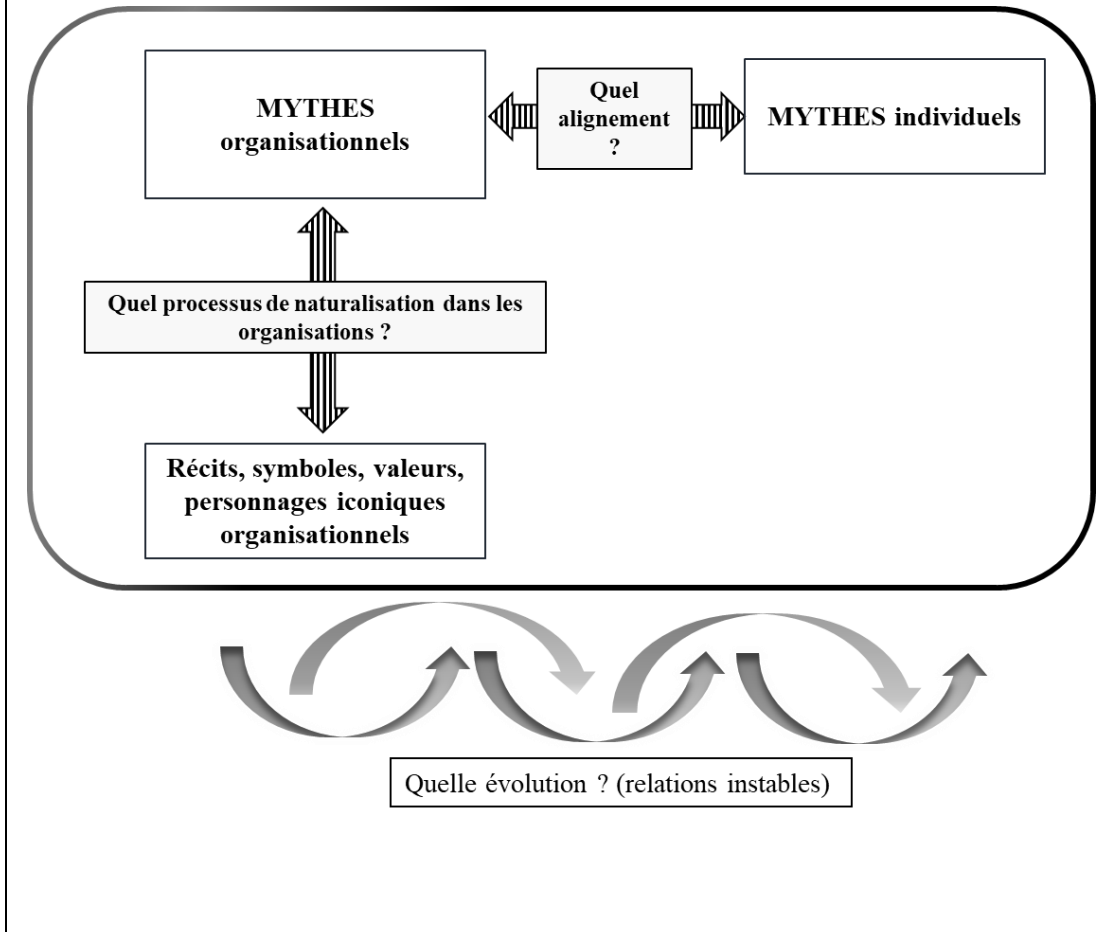 MYTHES
organisationnels
Quel
alignement
?
MYTHES individuels
Quel processus de naturalisation dans les
organisations ?
Récits, symboles, valeurs,
personnages iconiques
organisationnels
Quelle évolution ? (relations instables)